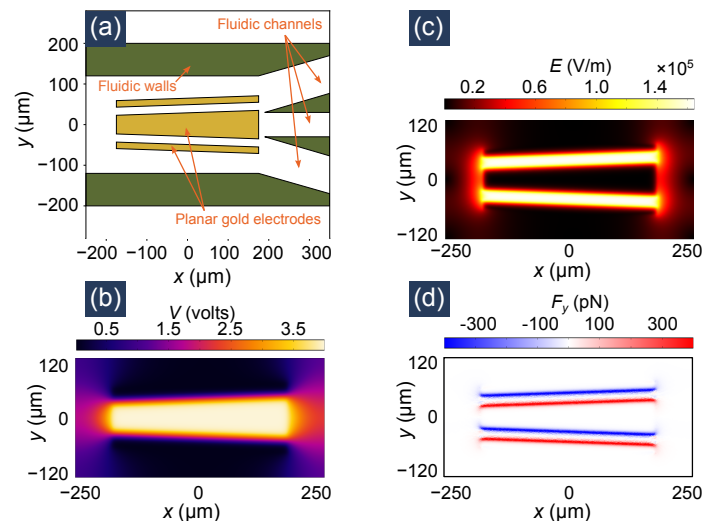 (a)
Fluidic channels
Fluidic walls
Planar gold electrodes
200
100
0
−100
−200
y (µm)
−200 −100 0 100 200 300
x (µm)
(b)
V (volts)
0.5 1.5 2.5 3.5
120
0
−120
y (µm)
−250 0 250
x (µm)
(c)
E (V/m) ×10⁵
0.2 0.6 1.0 1.4
120
0
−120
y (µm)
−250 0 250
x (µm)
(d)
Fy (pN)
-300 -100 100 300
120
0
−120
y (µm)
−250 0 250
x (µm)